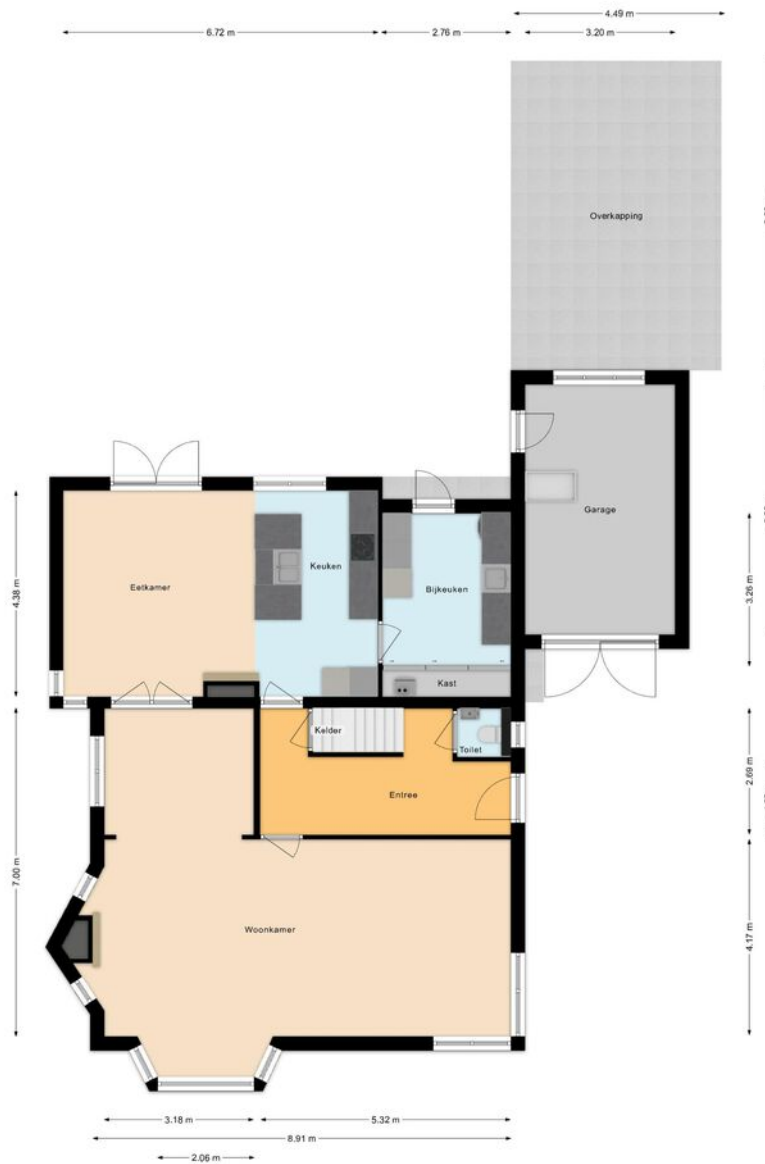 4.49 m
6.72 m
2.76 m
3.20 m
Overkapping
Garage
Keuken
Eetkamer
Bijkeuken
4.38 m
3.26 m
Kast
Kelder
Toilet
2.69 m
Entree
7.00 m
Woonkamer
4.17 m
3.18 m
5.32 m
8.91 m
2.06 m